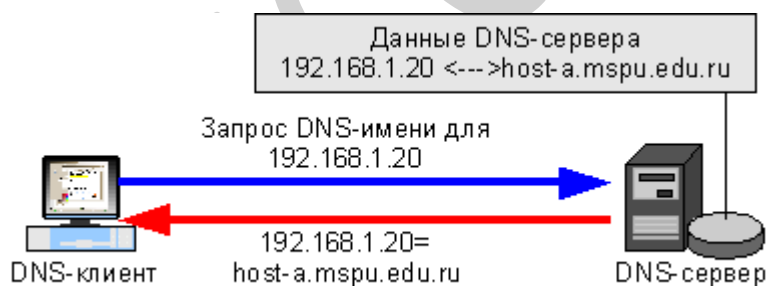 Данные DNS-сервера
192.168.1.20 <--->host-a.mspu.edu.ru
Запрос DNS-имени для
192.168.1.20
192.168.1.20=
host-a.mspu.edu.ru
DNS-клиент
DNS-сервер